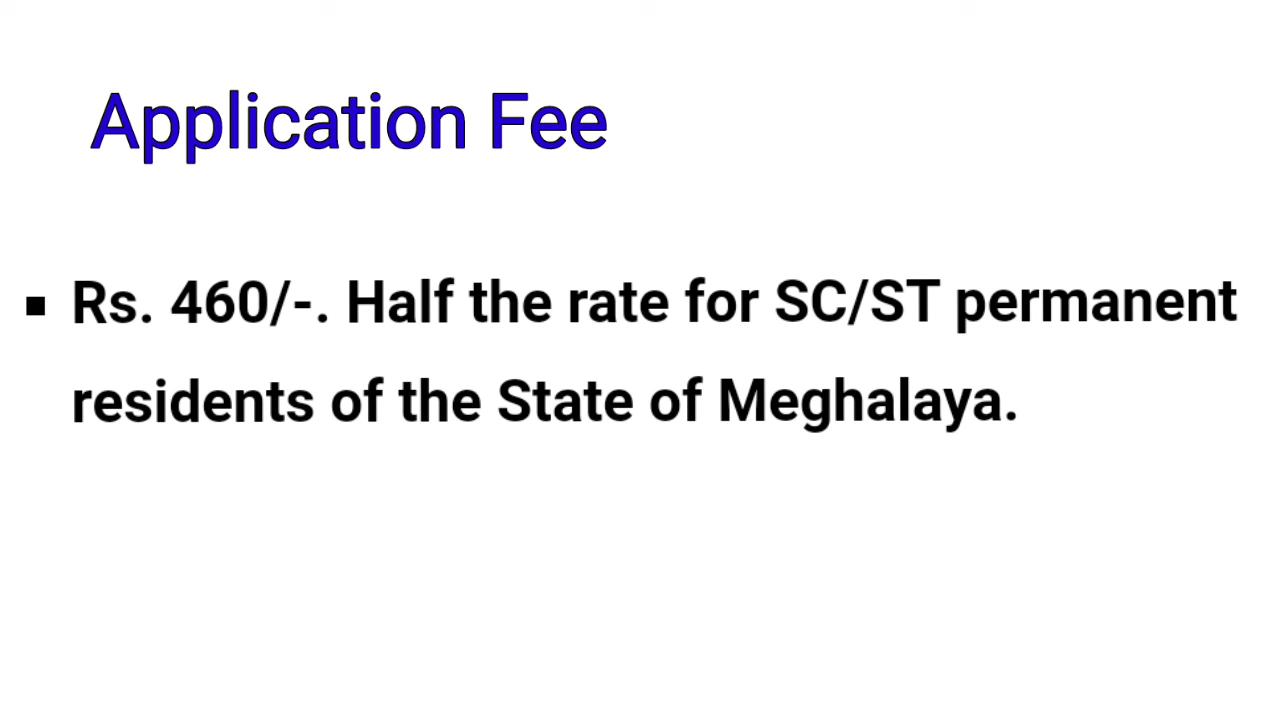 Application Fee
▪ Rs. 460/-. Half the rate for SC/ST permanent
residents of the State of Meghalaya.